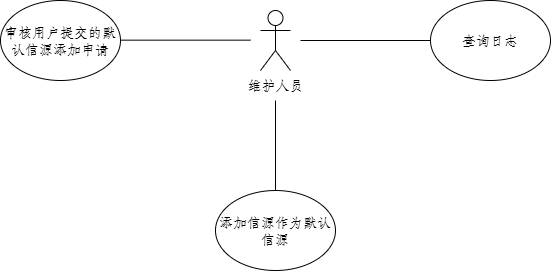 审核用户提交的默
认信源添加申请
维护人员
查询日志
添加信源作为默认
信源